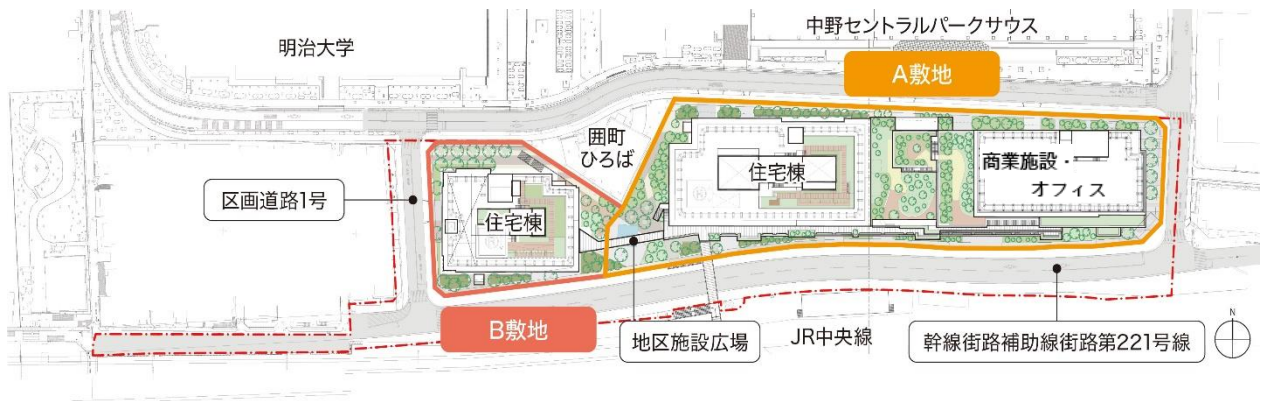 中野セントラルパークサウス
明治大学
A敷地
囲町
ひろば
住宅棟
商業施設・
オフィス
区画道路1号
住宅棟
B敷地
地区施設広場
JR中央線
幹線街路補助線街路第221号線
N